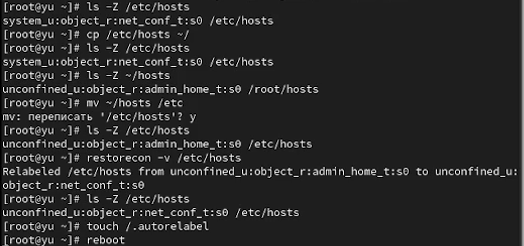 [root@yu ~]# ls -Z /etc/hosts
system_u:object_r:net_conf_t:s0 /etc/hosts
[root@yu ~]# cp /etc/hosts ~/
[root@yu ~]# ls -Z /etc/hosts
system_u:object_r:net_conf_t:s0 /etc/hosts
[root@yu ~]# ls -Z ~/hosts
unconfined_u:object_r:admin_home_t:s0 /root/hosts
[root@yu ~]# mv ~/hosts /etc
mv: переписать '/etc/hosts'? y
[root@yu ~]# ls -Z /etc/hosts
unconfined_u:object_r:admin_home_t:s0 /etc/hosts
[root@yu ~]# restorecon -v /etc/hosts
Relabeled /etc/hosts from unconfined_u:object_r:admin_home_t:s0 to unconfined_u:
object_r:net_conf_t:s0
[root@yu ~]# ls -Z /etc/hosts
unconfined_u:object_r:net_conf_t:s0 /etc/hosts
[root@yu ~]# touch /.autorelabel
[root@yu ~]# reboot